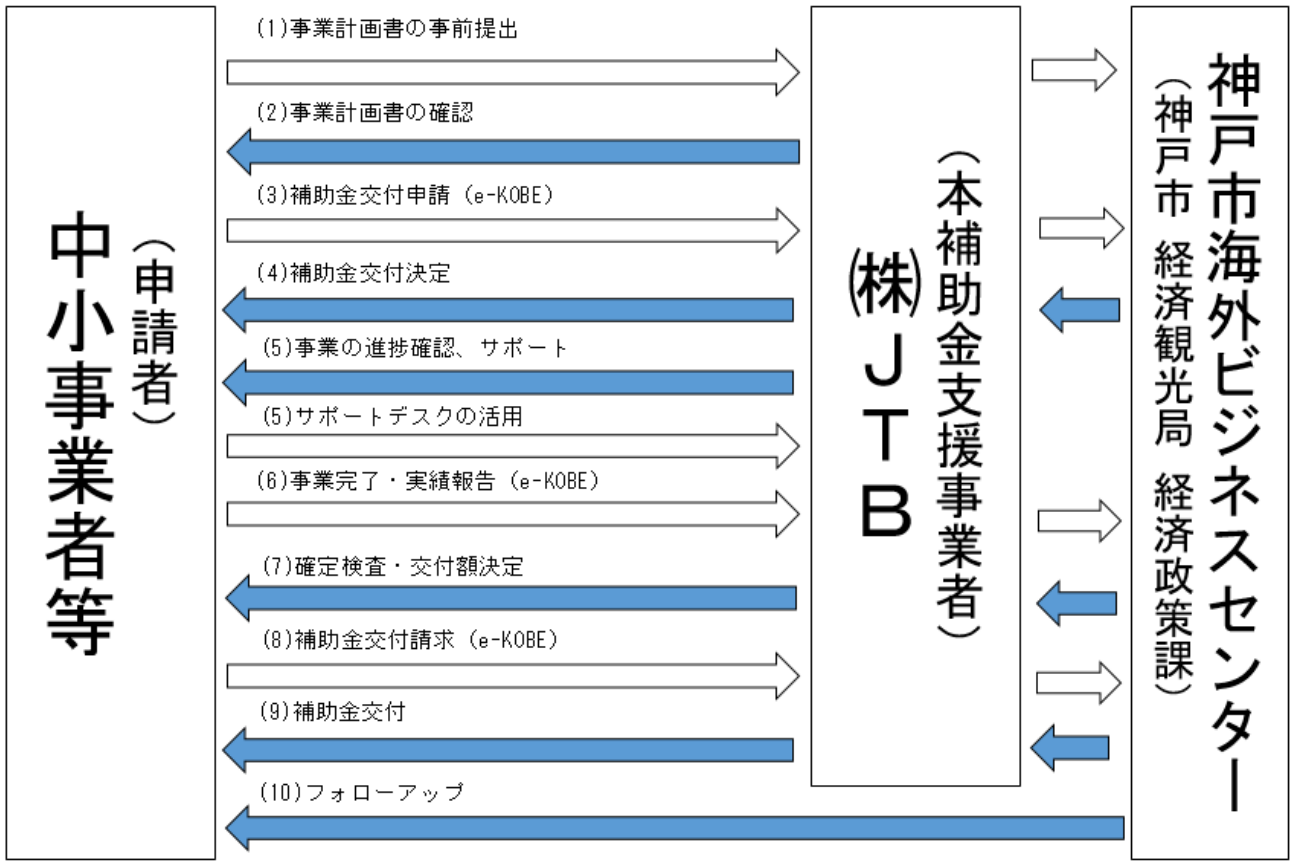 中小事業者等
(申請者)
(1)事業計画書の事前提出
(2)事業計画書の確認
(3)補助金交付申請（e-KOBE）
(4)補助金交付決定
(5)事業の進捗確認、サポート
(5)サポートデスクの活用
(6)事業完了・実績報告（e-KOBE）
(7)確定検査・交付額決定
(8)補助金交付請求（e-KOBE）
(9)補助金交付
(10)フォローアップ
(本補助金支援事業者)
㈱JTB
神戸市海外ビジネスセンター
(神戸市 経済観光局 経済政策課)